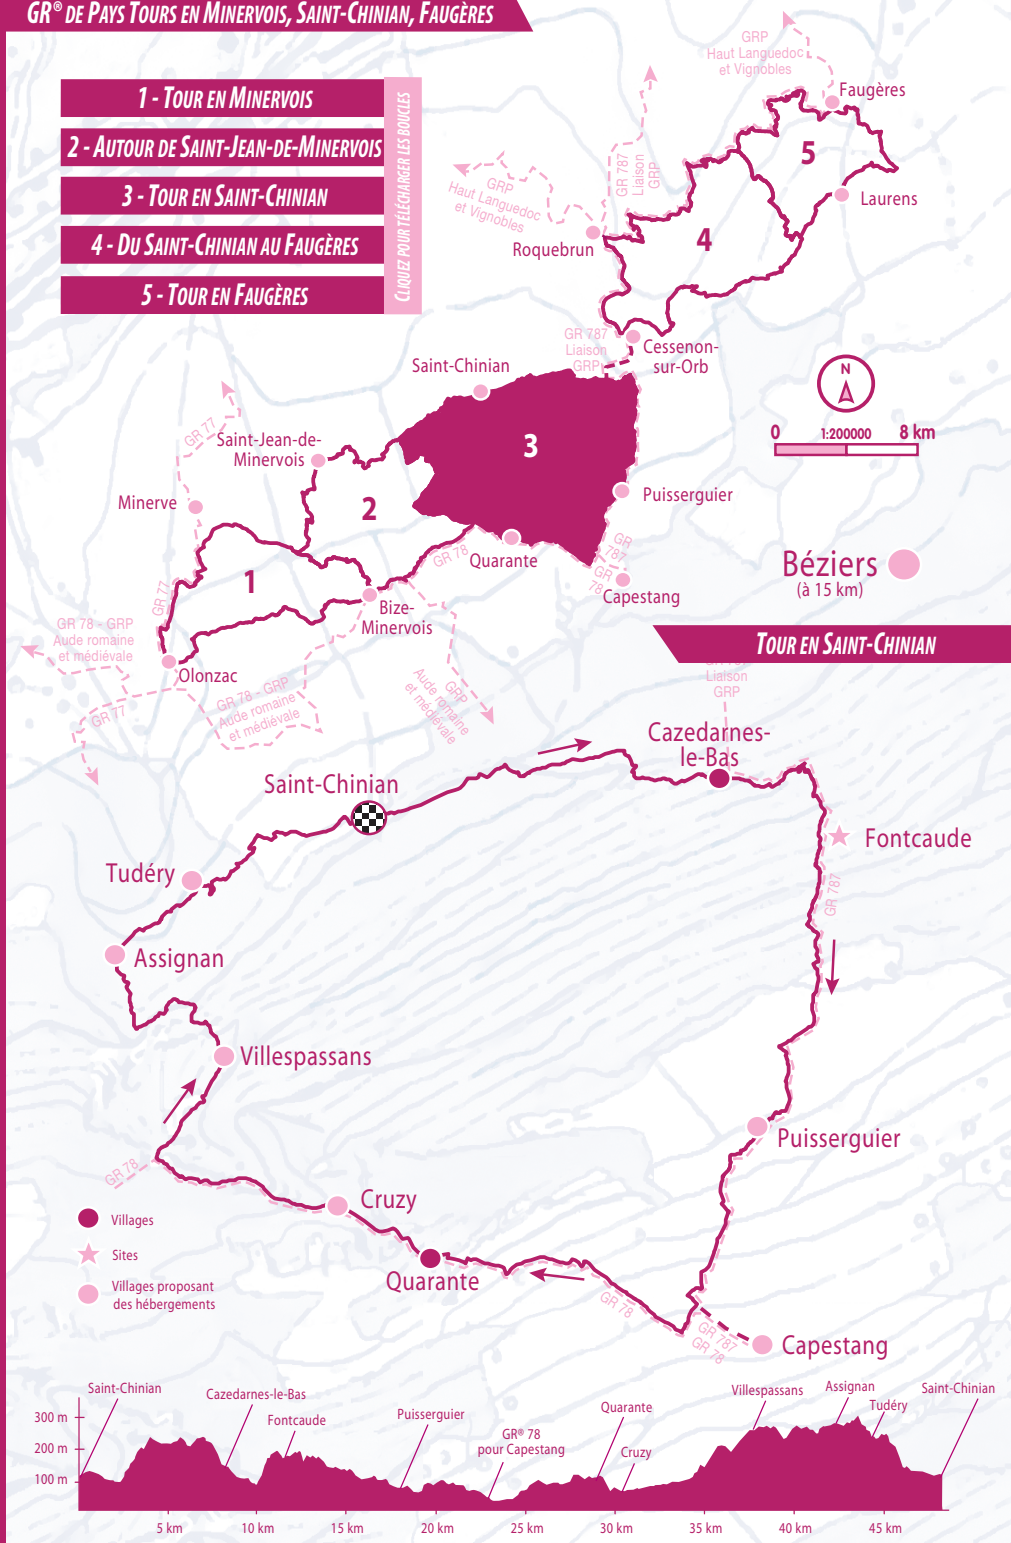 GR® DE PAYS TOURS EN MINERVOIS, SAINT-CHINIAN, FAUGÈRES
1 - TOUR EN MINERVOIS
2 - AUTOUR DE SAINT-JEAN-DE-MINERVOIS
3 - TOUR EN SAINT-CHINIAN
4 - DU SAINT-CHINIAN AU FAUGÈRES
5 - TOUR EN FAUGÈRES
CLIQUEZ POUR TÉLÉCHARGER LES BOUCLES
GRP
Haut Languedoc
et Vignobles
Faugères
5
Laurens
GR 787
Liaison
GRP
GRP
Haut Languedoc
et Vignobles
Roquebrun
4
GR 787
Liaison
GRP
Cessenon-
sur-Orb
Saint-Chinian
N
0
1:200000
8 km
3
GR 77
Saint-Jean-de-
Minervois
Minerve
2
Puisserguier
GR 78
Quarante
GR
787
GR
78
Capestang
Béziers
(à 15 km)
1
GR 77
Bize-
Minervois
GR 78 - GRP
Aude romaine
et médiévale
Olonzac
GR 77
GR 78 - GRP
Aude romaine
et médiévale
GRP
Aude romaine
et médiévale
TOUR EN SAINT-CHINIAN
Liaison
GRP
Cazedarnes-
le-Bas
Saint-Chinian
Fontcaude
Tudéry
GR 787
Assignan
Villespassans
Puisserguier
GR 78
Cruzy
Villages
Sites
Villages proposant
des hébergements
Quarante
GR 78
GR 787
GR 78
Capestang
Saint-Chinian
Cazedarnes-le-Bas
Fontcaude
Puisserguier
GR® 78
pour Capestang
Quarante
Cruzy
Villespassans
Assignan
Tudéry
Saint-Chinian
300 m
200 m
100 m
5 km
10 km
15 km
20 km
25 km
30 km
35 km
40 km
45 km